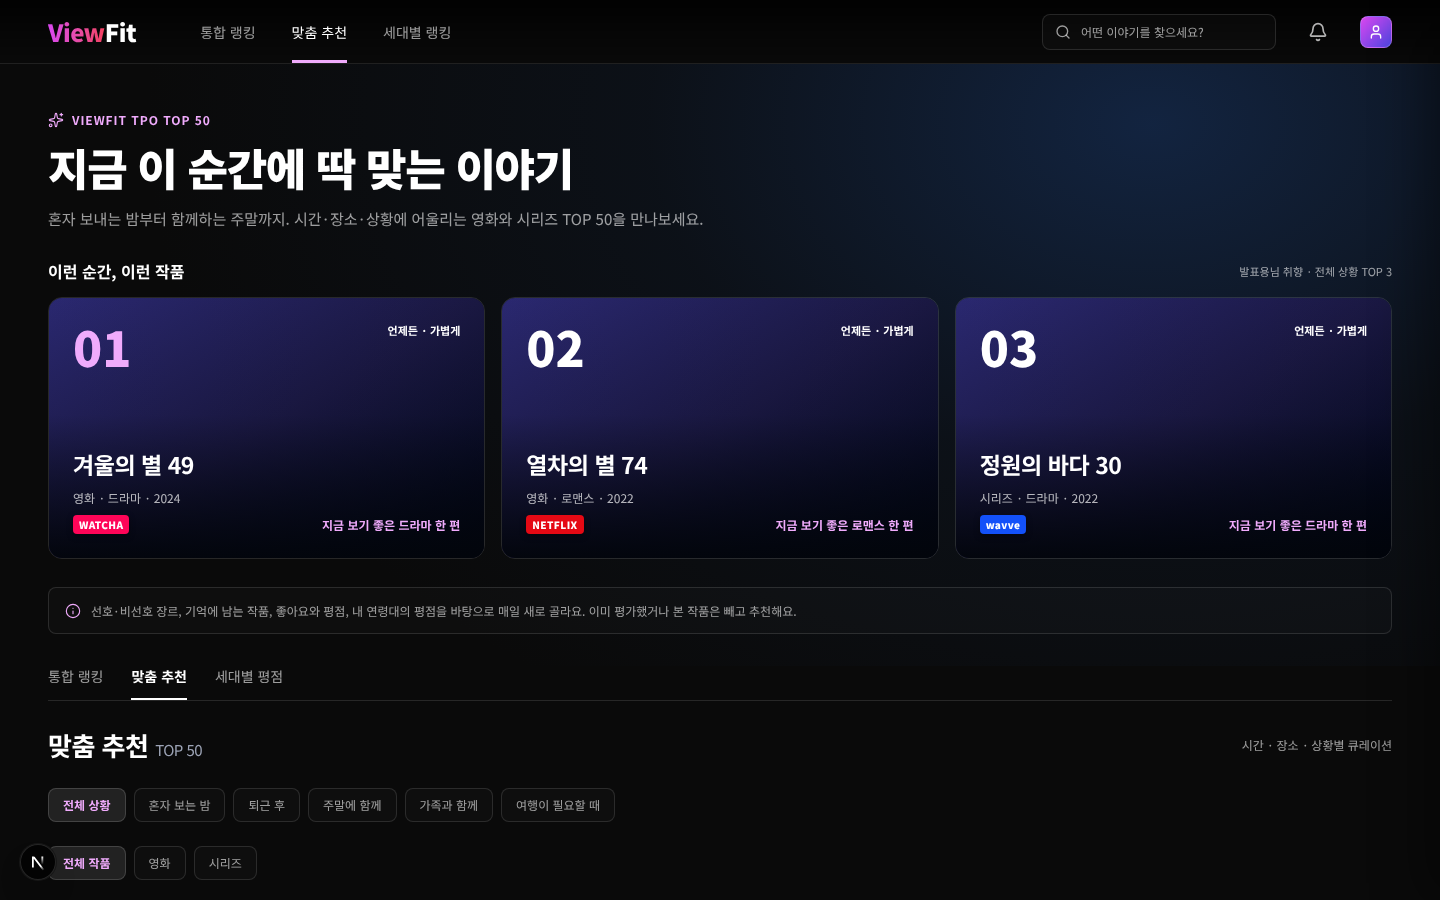 ViewFit
통합 랭킹
맞춤 추천
세대별 랭킹
어떤 이야기를 찾으세요?
VIEWFIT TPO TOP 50
지금 이 순간에 딱 맞는 이야기
혼자 보내는 밤부터 함께하는 주말까지. 시간·장소·상황에 어울리는 영화와 시리즈 TOP 50을 만나보세요.
이런 순간, 이런 작품
발표용님 취향 · 전체 상황 TOP 3
01
언제든 · 가볍게
겨울의 별 49
영화 · 드라마 · 2024
WATCHA
지금 보기 좋은 드라마 한 편
02
언제든 · 가볍게
열차의 별 74
영화 · 로맨스 · 2022
NETFLIX
지금 보기 좋은 로맨스 한 편
03
언제든 · 가볍게
정원의 바다 30
시리즈 · 드라마 · 2022
wavve
지금 보기 좋은 드라마 한 편
선호·비선호 장르, 기억에 남는 작품, 좋아요와 평점, 내 연령대의 평점을 바탕으로 매일 새로 골라요. 이미 평가했거나 본 작품은 빼고 추천해요.
통합 랭킹
맞춤 추천
세대별 평점
맞춤 추천 TOP 50
시간 · 장소 · 상황별 큐레이션
전체 상황
혼자 보는 밤
퇴근 후
주말에 함께
가족과 함께
여행이 필요할 때
N
전체 작품
영화
시리즈